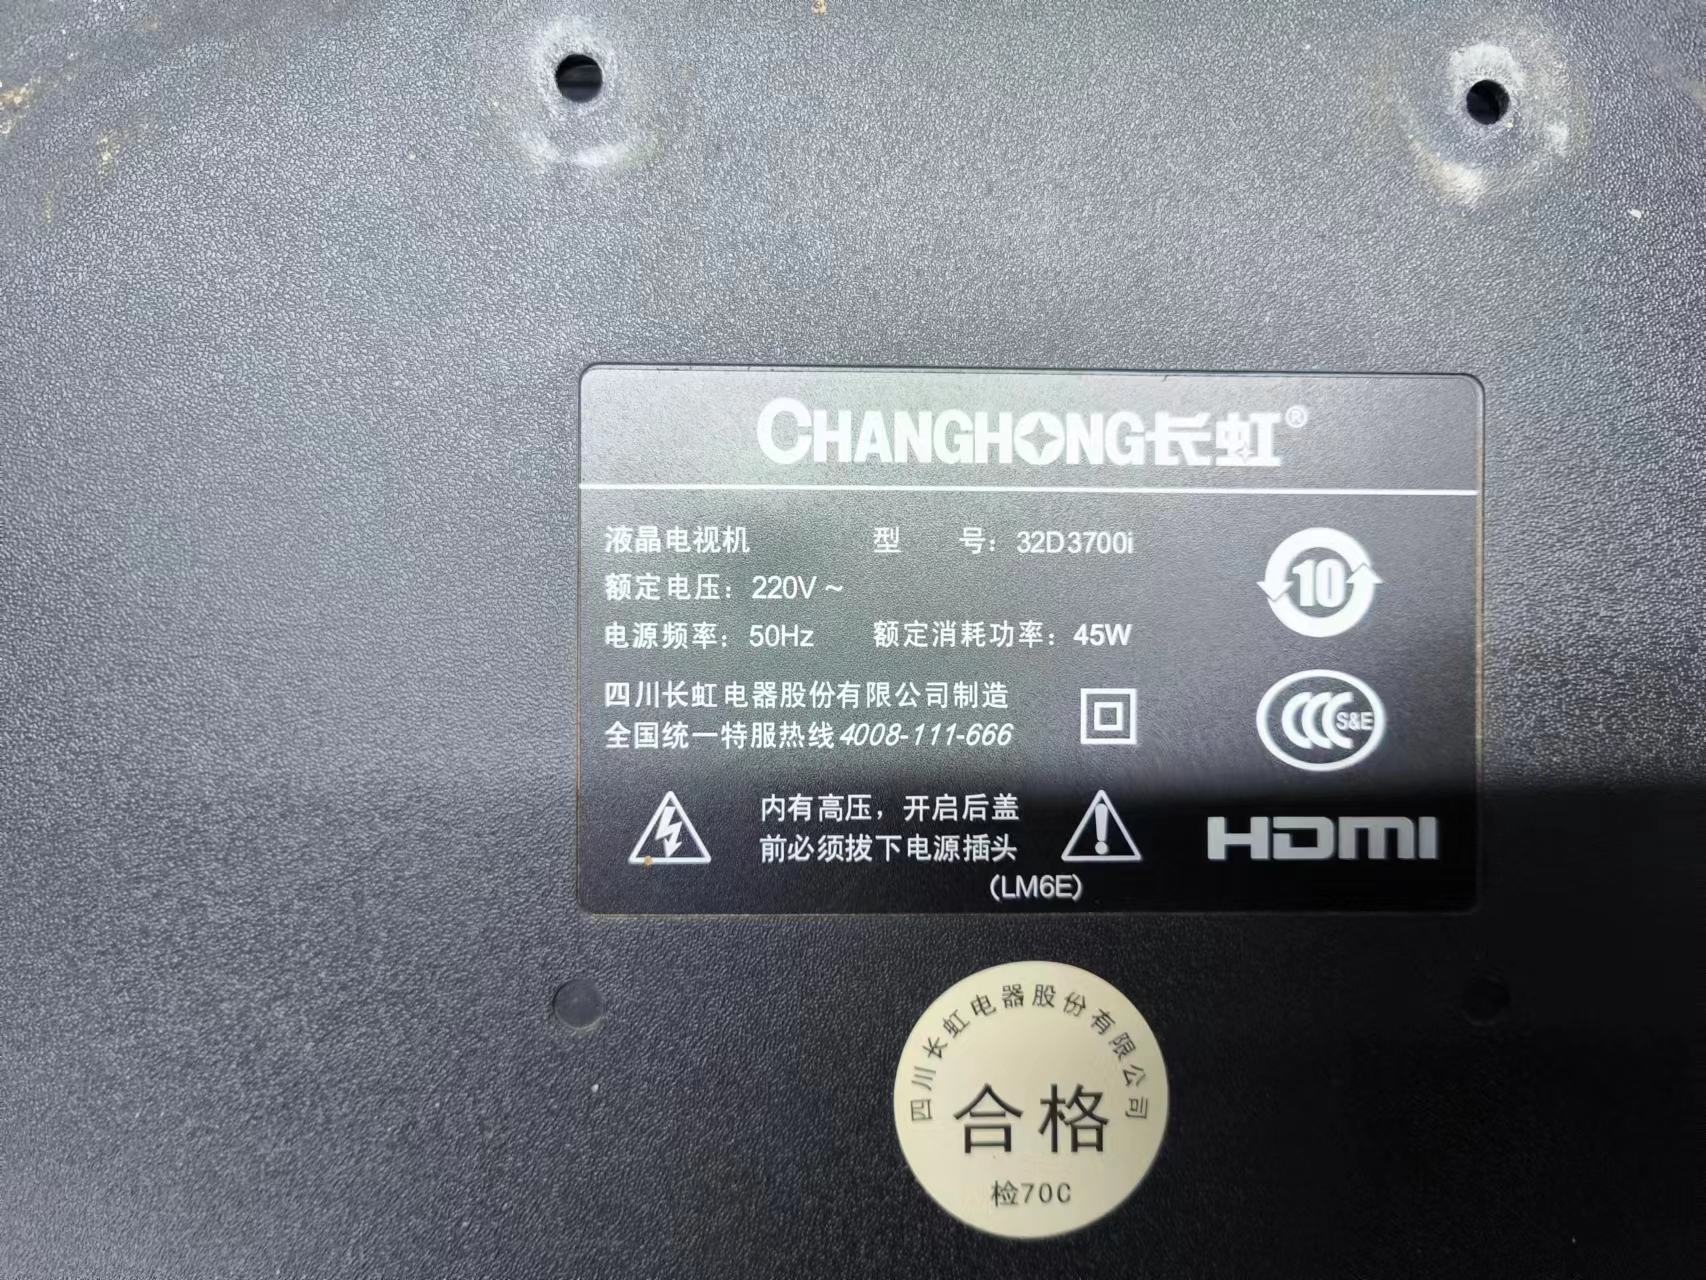 CHANGHONG长虹®
液晶电视机 型 号：32D3700i
额定电压：220V～
电源频率：50Hz 额定消耗功率：45W
10
四川长虹电器股份有限公司制造
全国统一特服热线4008-111-666
CCC S&E
内有高压，开启后盖
前必须拔下电源插头
(LM6E)
HDMI
四川长虹电器股份有限公司
合格
检70C